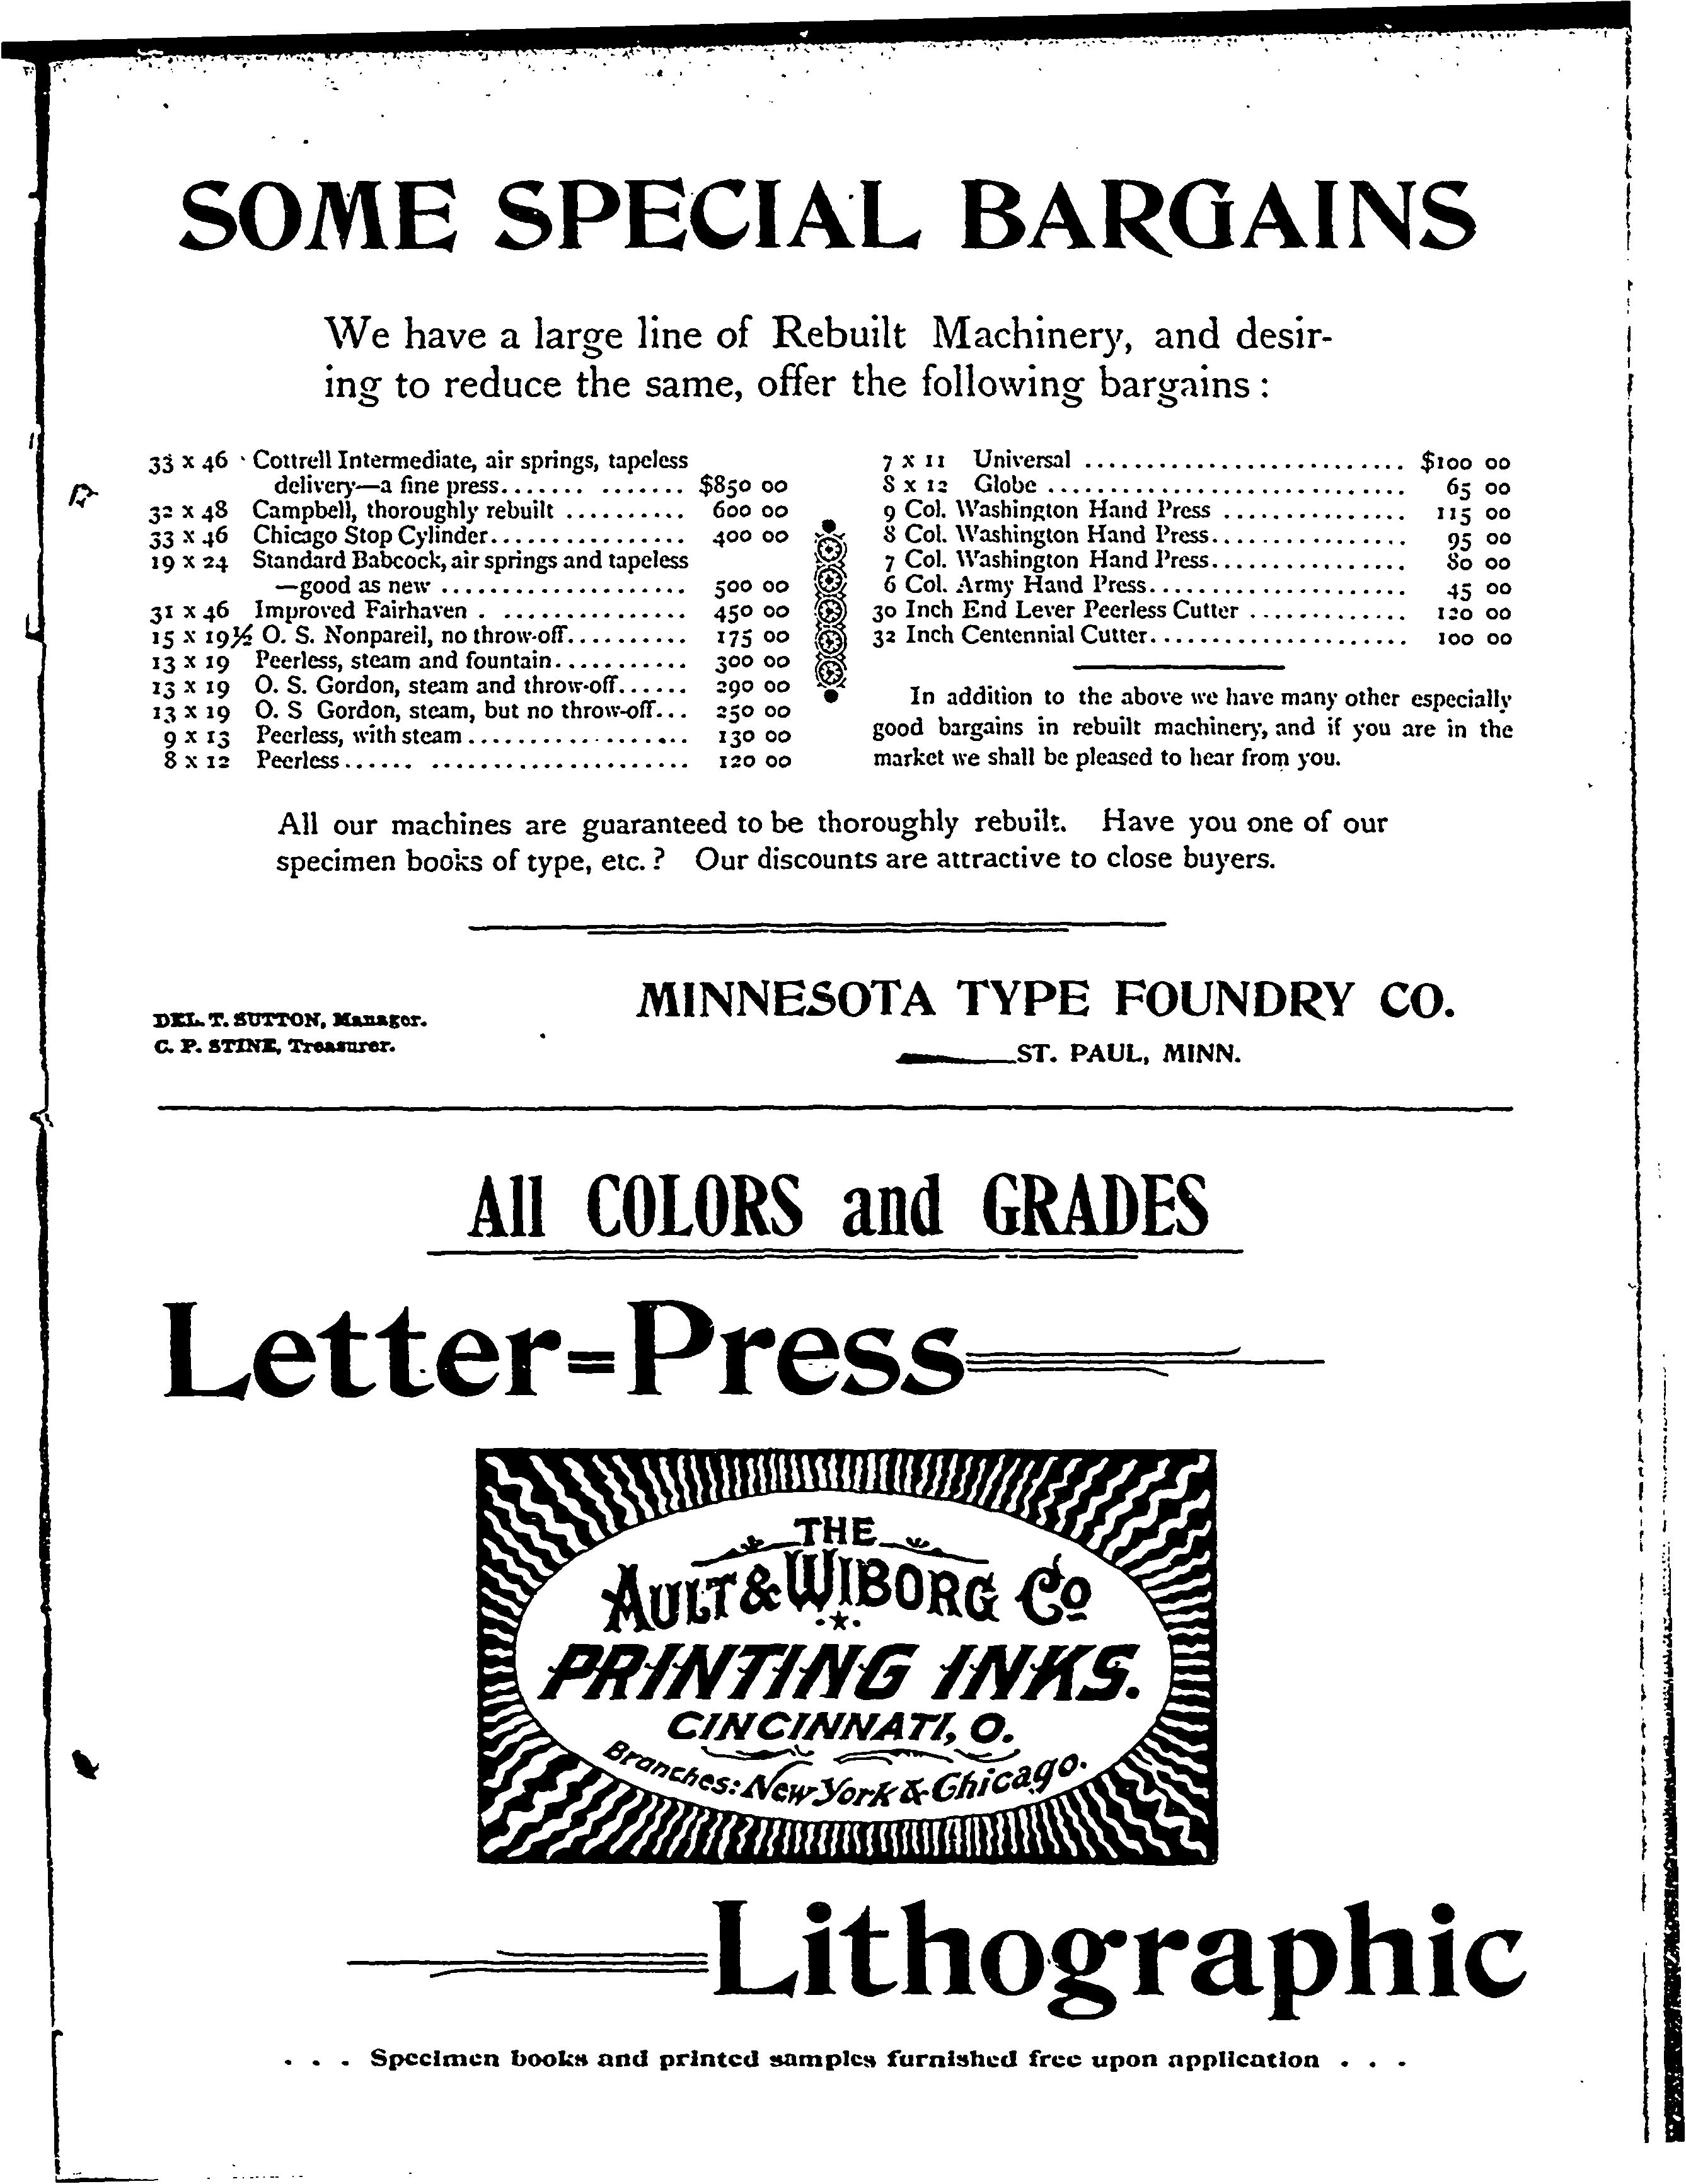 SOME SPECIAL BARGAINS
We have a large line of Rebuilt Machinery, and desir-
ing to reduce the same, offer the following bargains :
33 x 46 Cottrell Intermediate, air springs, tapeless
delivery—a fine press....... ....... $850 00
32 x 48 Campbell, thoroughly rebuilt .......... 600 00
33 x 46 Chicago Stop Cylinder................ 400 00
19 x 24 Standard Babcock, air springs and tapeless
—good as new ..................... 500 00
31 x 46 Improved Fairhaven . ................ 450 00
15 x 19½ O. S. Nonpareil, no throw-off.......... 175 00
13 x 19 Peerless, steam and fountain........... 300 00
13 x 19 O. S. Gordon, steam and throw-off...... 290 00
13 x 19 O. S Gordon, steam, but no throw-off... 250 00
9 x 13 Peerless, with steam ................... 130 00
8 x 12 Peerless...... ...................... 120 00
7 x 11 Universal ........................... $100 00
8 x 12 Globe .............................. 65 00
9 Col. Washington Hand Press ............... 115 00
8 Col. Washington Hand Press................ 95 00
7 Col. Washington Hand Press................ 80 00
6 Col. Army Hand Press...................... 45 00
30 Inch End Lever Peerless Cutter ............. 120 00
32 Inch Centennial Cutter...................... 100 00
In addition to the above we have many other especially
good bargains in rebuilt machinery, and if you are in the
market we shall be pleased to hear from you.
All our machines are guaranteed to be thoroughly rebuilt. Have you one of our
specimen books of type, etc. ? Our discounts are attractive to close buyers.
DEL. T. SUTTON, Manager.
C. P. STINE, Treasurer.
MINNESOTA TYPE FOUNDRY CO.
ST. PAUL, MINN.
All COLORS and GRADES
Letter=Press
THE
AULT & WIBORG Co
PRINTING INKS.
CINCINNATI, O.
Branches: New York & Chicago.
Lithographic
. . . Specimen books and printed samples furnished free upon application . . .